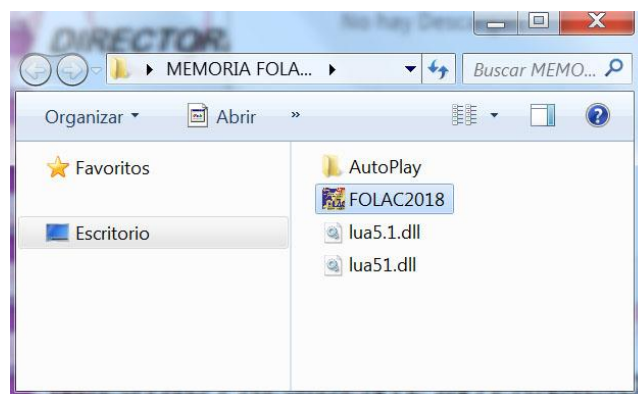 DIRECTOR.
No hay Desc
MEMORIA FOLA...
Buscar MEMO...
Organizar
Abrir
»
Favoritos
Escritorio
AutoPlay
FOLAC2018
lua5.1.dll
lua51.dll